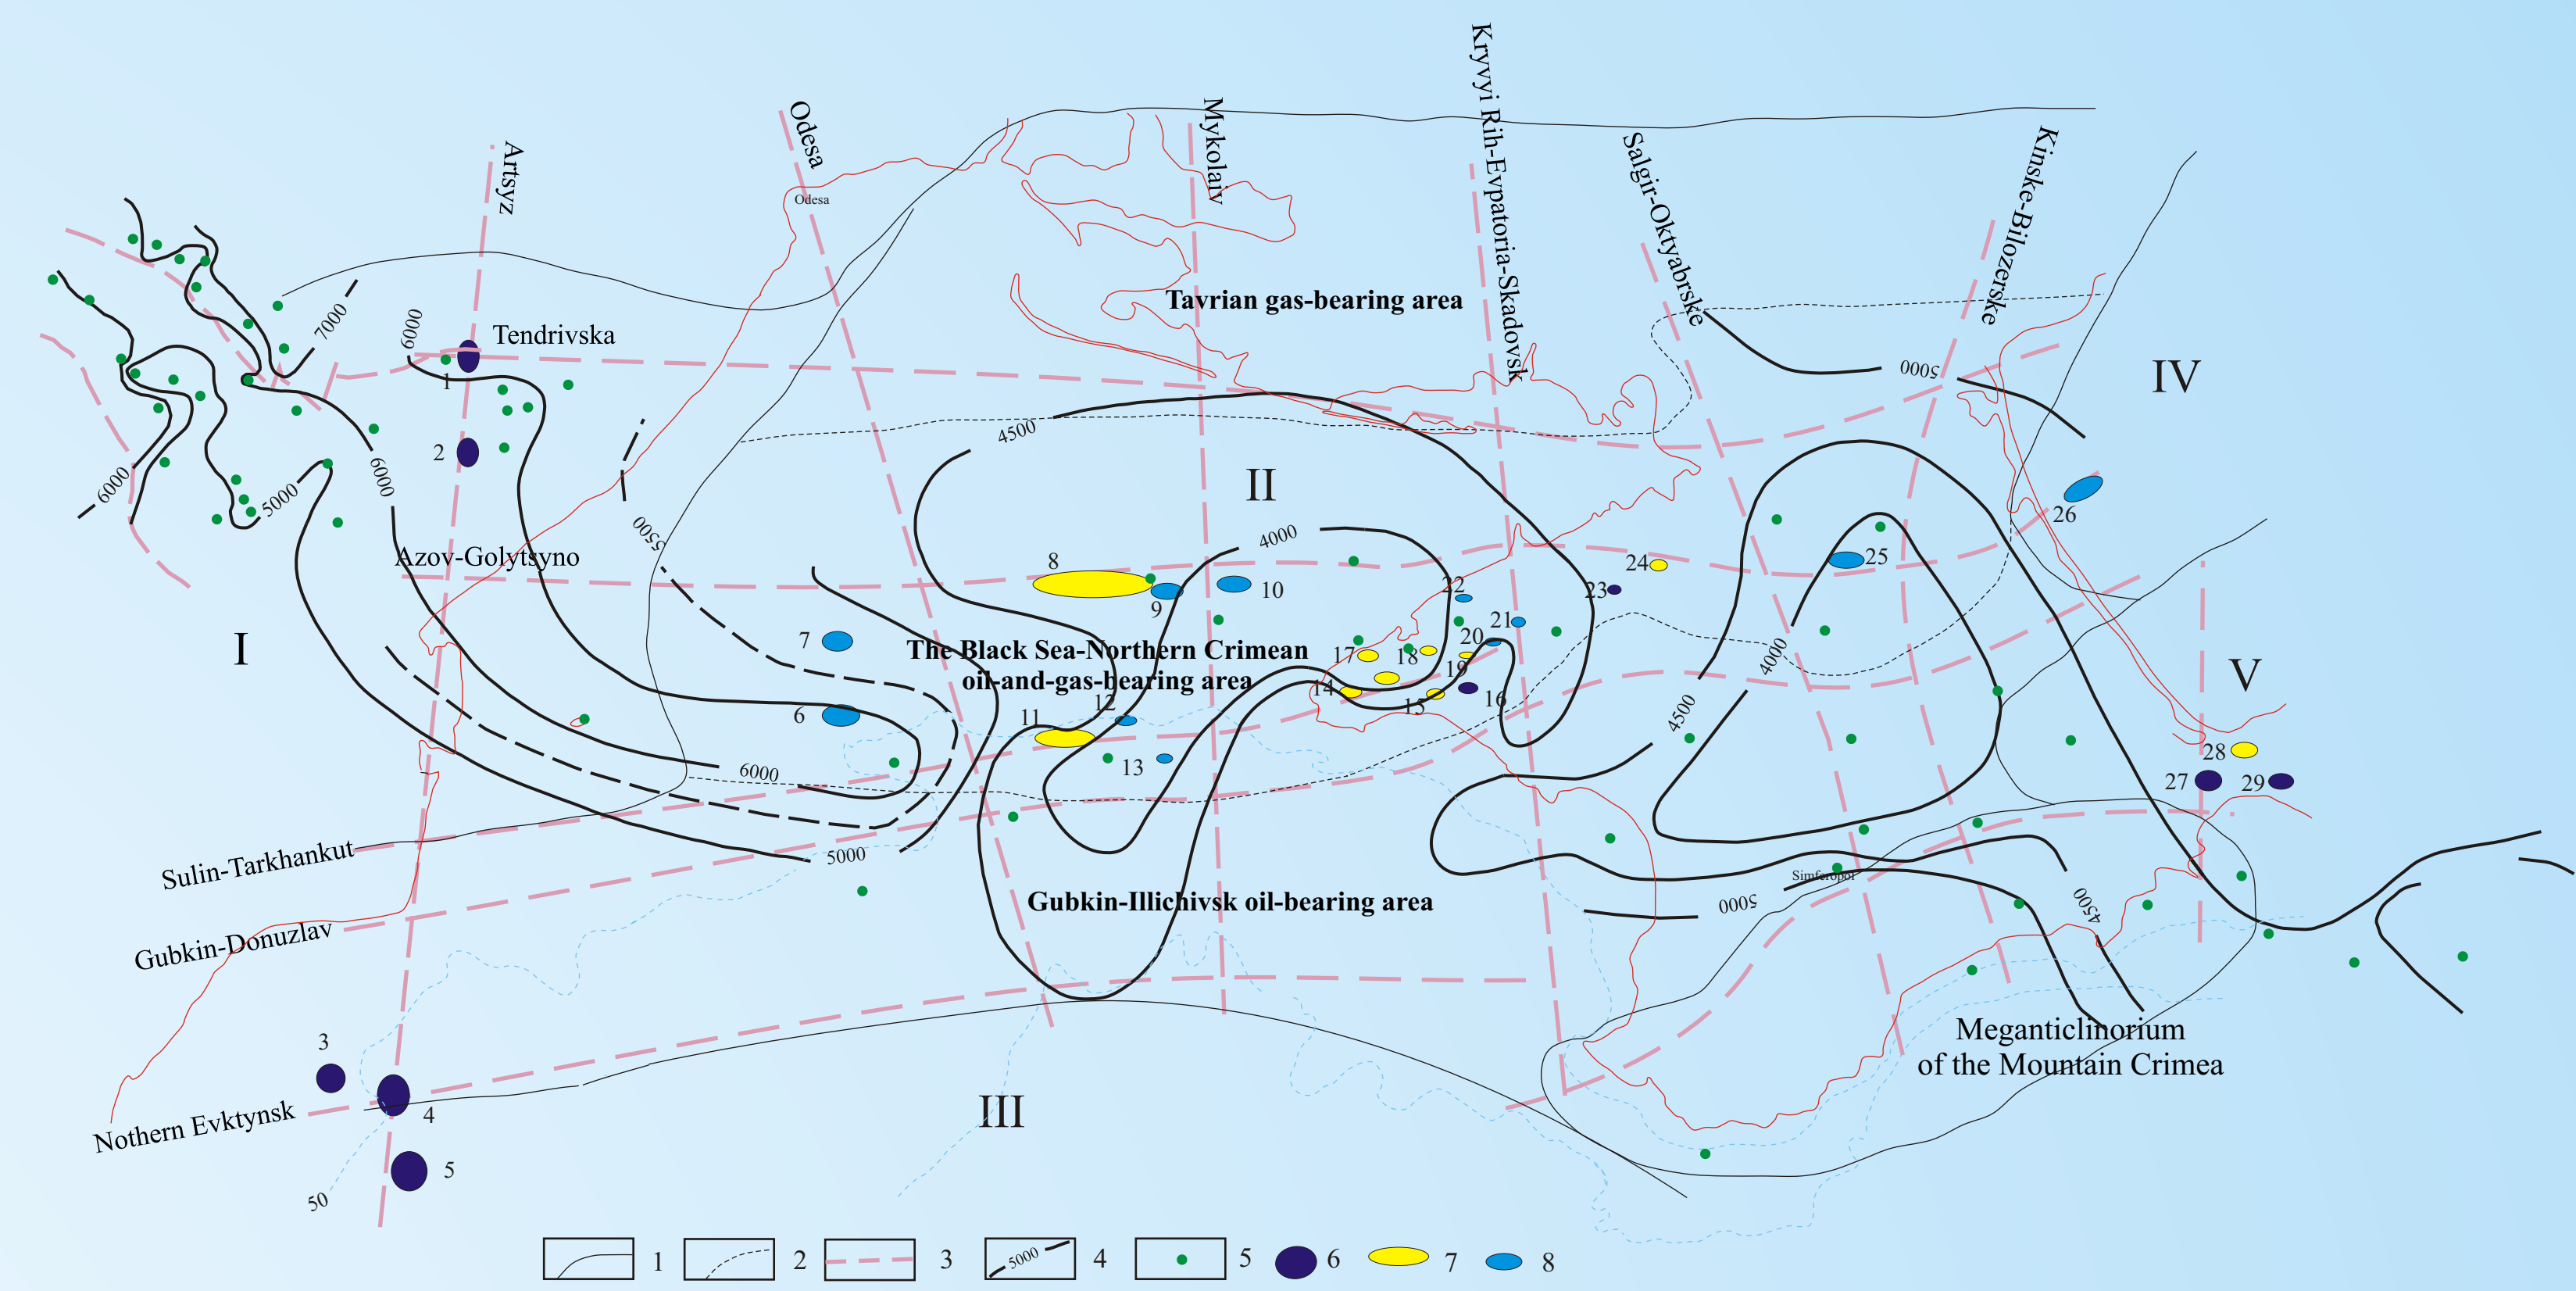 Kryvyi Rih-Evpatoria-Skadovsk
Odesa
Mykolaiv
Artsyz
Salgir-Oktyabrske
Kinske-Bilozerske
Odesa
Tavrian gas-bearing area
7000
6000
Tendrivska
1
5000
IV
4500
2
6000
6000
5000
II
5500
4000
26
Azov-Golytsyno
8
9
10
22
23
24
25
I
7
The Black Sea-Northern Crimean
oil-and-gas-bearing area
17
18
20
21
19
4000
V
14
15
16
6
11
12
4500
13
6000
28
27
29
Sulin-Tarkhankut
5000
Simferopol
Gubkin-Illichivsk oil-bearing area
5000
4500
Gubkin-Donuzlav
3
Meganticlinorium
of the Mountain Crimea
4
III
Nothern Evktynsk
5
50
1
2
3
5000
4
5
6
7
8